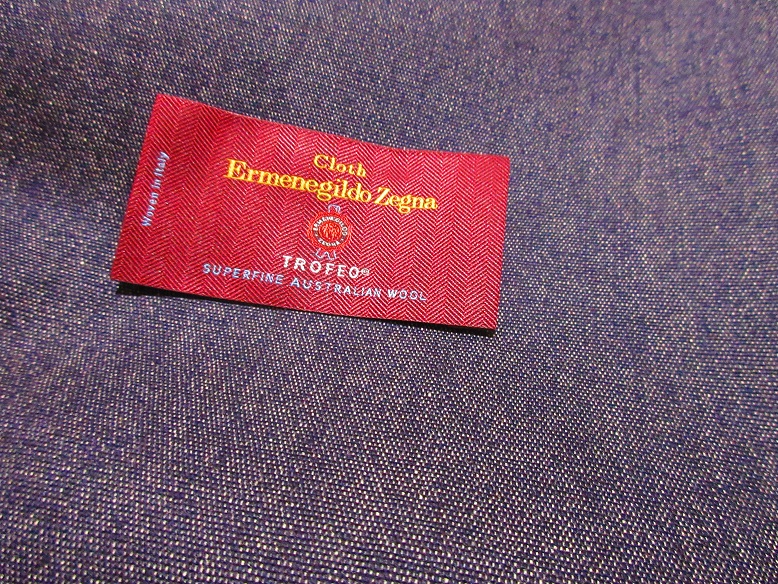 Woven in Italy
Cloth
Ermenegildo Zegna
TROFEO®
SUPERFINE AUSTRALIAN WOOL